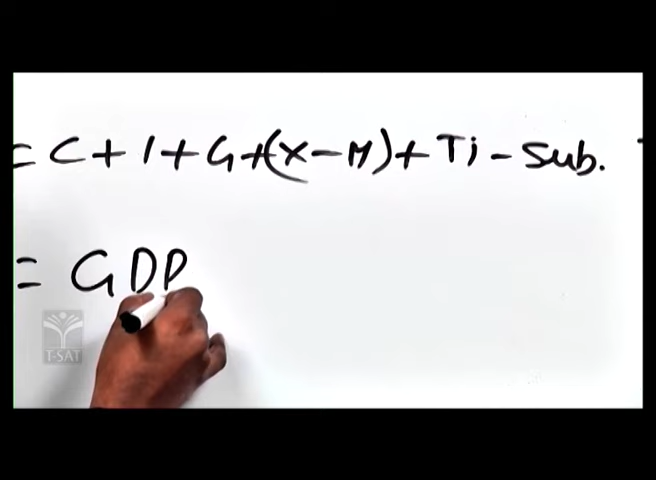 = C + I + G + (X - M) + Ti - Sub.
= GDP
T-SAT